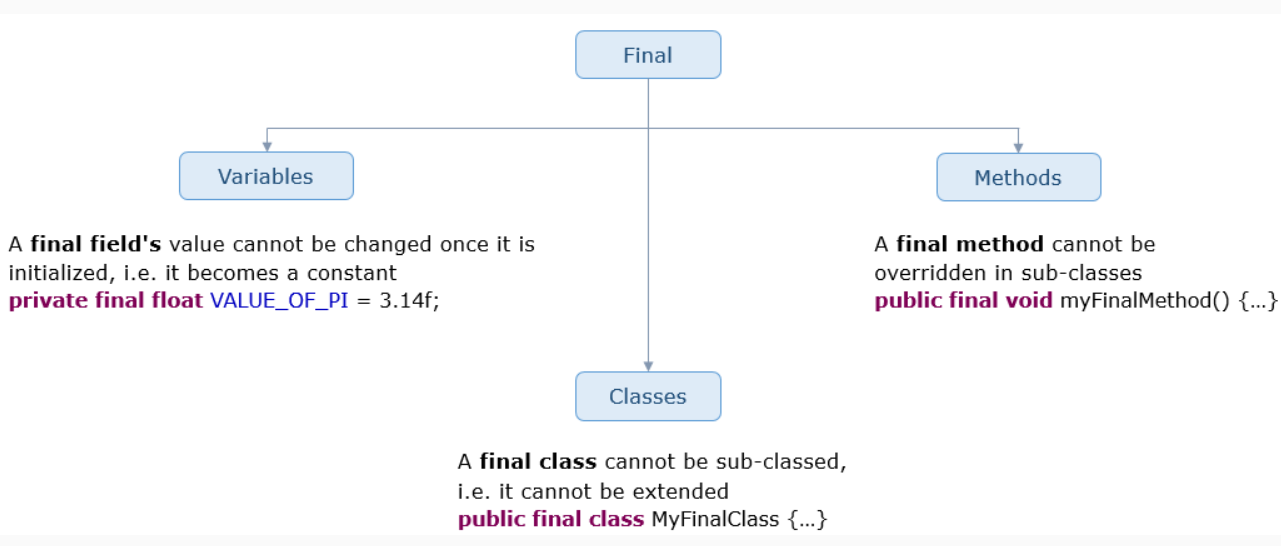 Final
Variables
Methods
A final field's value cannot be changed once it is
initialized, i.e. it becomes a constant
private final float VALUE_OF_PI = 3.14f;
A final method cannot be
overridden in sub-classes
public final void myFinalMethod() {...}
Classes
A final class cannot be sub-classed,
i.e. it cannot be extended
public final class MyFinalClass {...}